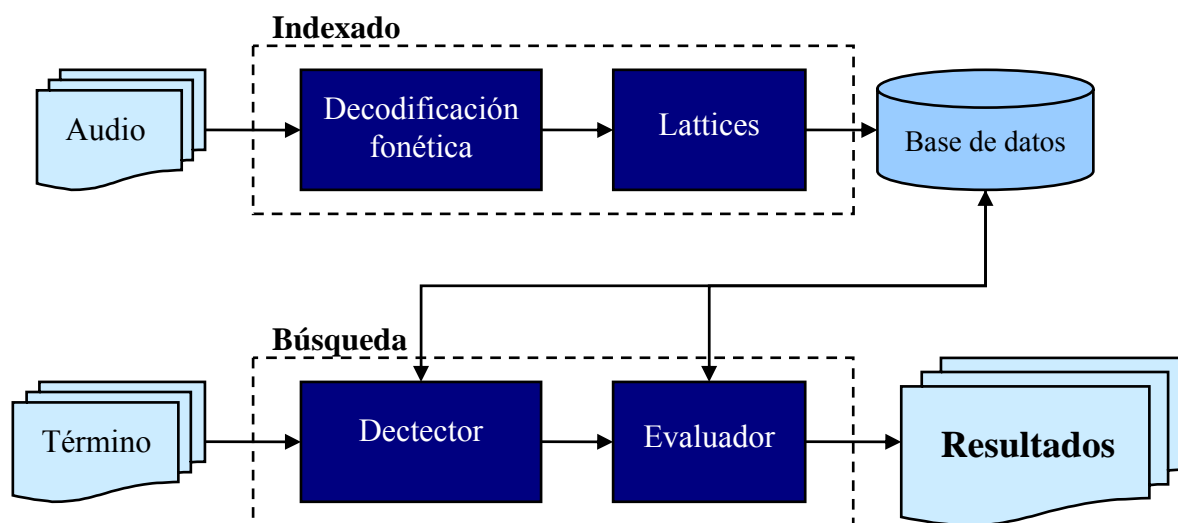 Indexado
Audio
Decodificación
fonética
Lattices
Base de datos
Búsqueda
Término
Dectector
Evaluador
Resultados